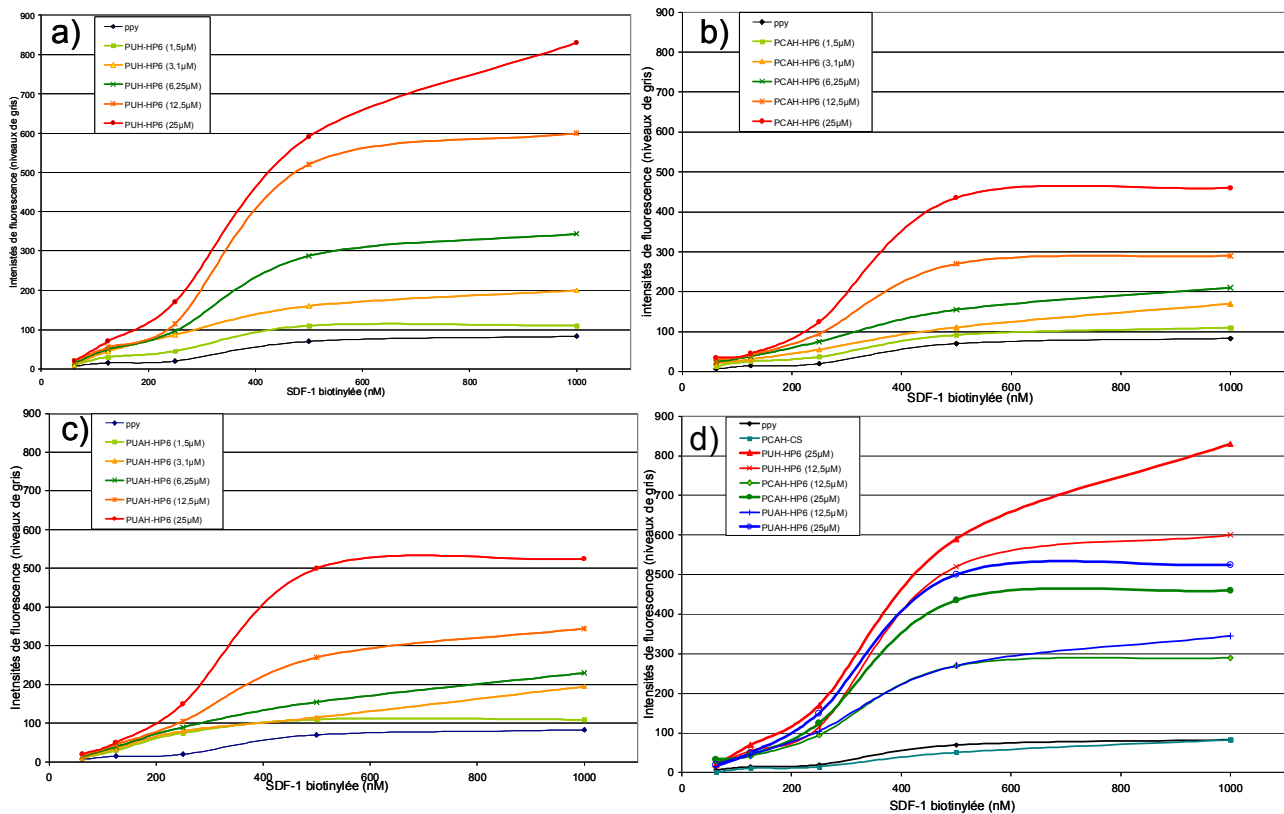 a)
ppy
PUH-HP6 (1,5µM)
PUH-HP6 (3,1µM)
PUH-HP6 (6,25µM)
PUH-HP6 (12,5µM)
PUH-HP6 (25µM)
Intenistés de fluorescence (niveaux de gris)
900
800
700
600
500
400
300
200
100
0
0 200 400 600 800 1000
SDF-1 biotinylée (nM)
b)
ppy
PCAH-HP6 (1,5µM)
PCAH-HP6 (3,1µM)
PCAH-HP6 (6,25µM)
PCAH-HP6 (12,5µM)
PCAH-HP6 (25µM)
intensités de fluorescence (niveaux de gris)
900
800
700
600
500
400
300
200
100
0
0 200 400 600 800 1000
SDF-1 biotinylée (nM)
c)
ppy
PUAH-HP6 (1,5µM)
PUAH-HP6 (3,1µM)
PUAH-HP6 (6,25µM)
PUAH-HP6 (12,5µM)
PUAH-HP6 (25µM)
Inetnsités de fluorescence (niveaux de gris)
900
800
700
600
500
400
300
200
100
0
0 200 400 600 800 1000
SDF-1 biotinylée (nM)
d)
ppy
PCAH-CS
PUH-HP6 (25µM)
PUH-HP6 (12,5µM)
PCAH-HP6 (12,5µM)
PCAH-HP6 (25µM)
PUAH-HP6 (12,5µM)
PUAH-HP6 (25µM)
Intensités de fluorescence (niveaux de gris)
900
800
700
600
500
400
300
200
100
0
0 200 400 600 800 1000
SDF-1 biotinylée (nM)